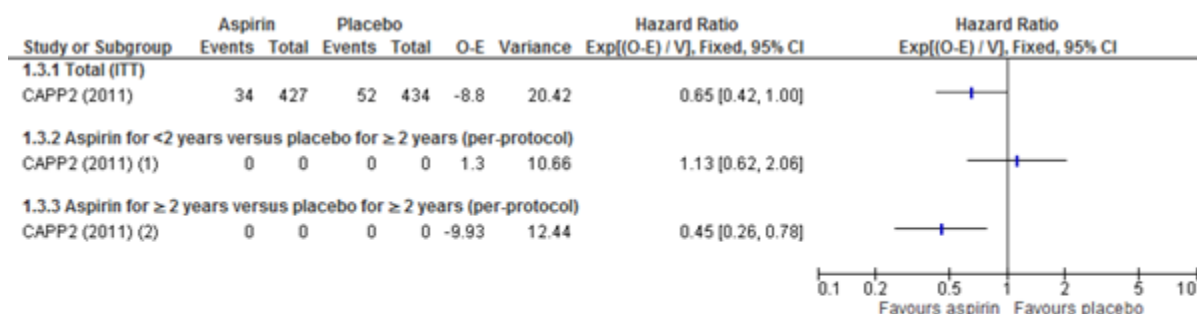 Aspirin Placebo Hazard Ratio Hazard Ratio
Study or Subgroup Events Total Events Total O-E Variance Exp[(O-E) / V], Fixed, 95% CI Exp[(O-E) / V], Fixed, 95% CI
1.3.1 Total (ITT)
CAPP2 (2011) 34 427 52 434 -8.8 20.42 0.65 [0.42, 1.00]
1.3.2 Aspirin for <2 years versus placebo for ≥ 2 years (per-protocol)
CAPP2 (2011) (1) 0 0 0 0 1.3 10.66 1.13 [0.62, 2.06]
1.3.3 Aspirin for ≥ 2 years versus placebo for ≥ 2 years (per-protocol)
CAPP2 (2011) (2) 0 0 0 0 -9.93 12.44 0.45 [0.26, 0.78]
0.1 0.2 0.5 1 2 5 10
Favours aspirin Favours placebo